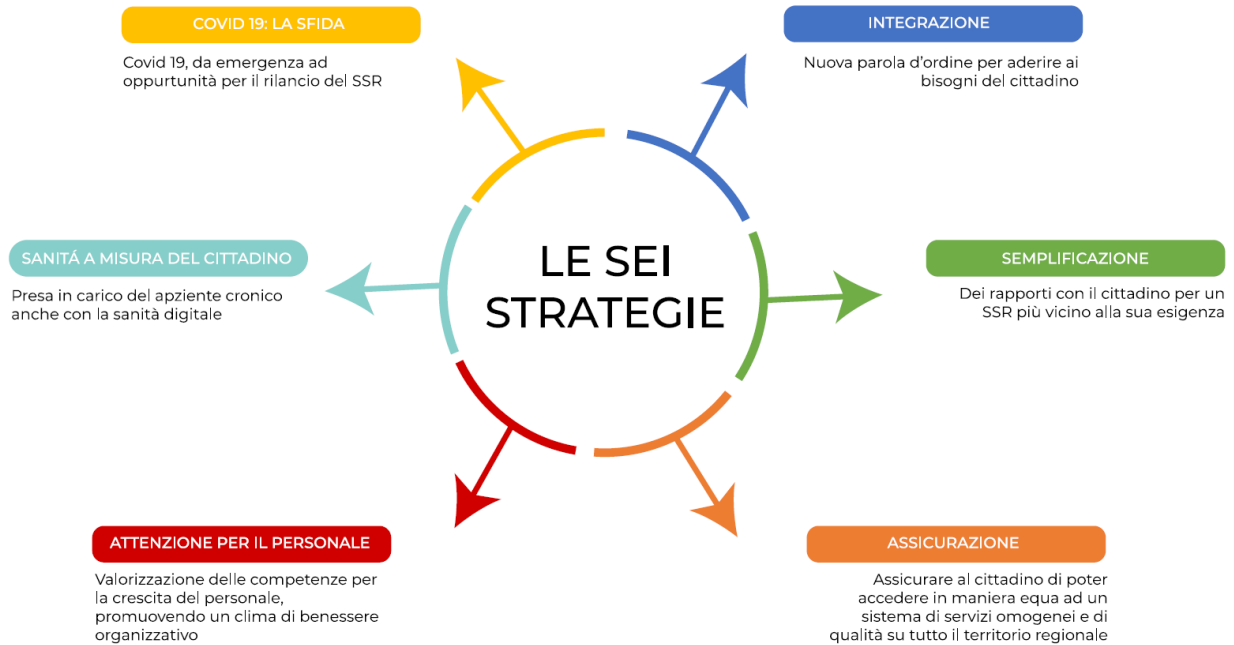 COVID 19: LA SFIDA
Covid 19, da emergenza ad
oppurtunità per il rilancio del SSR
INTEGRAZIONE
Nuova parola d'ordine per aderire ai
bisogni del cittadino
SANITÁ A MISURA DEL CITTADINO
Presa in carico del apziente cronico
anche con la sanità digitale
LE SEI
STRATEGIE
SEMPLIFICAZIONE
Dei rapporti con il cittadino per un
SSR più vicino alla sua esigenza
ATTENZIONE PER IL PERSONALE
Valorizzazione delle competenze per
la crescita del personale,
promuovendo un clima di benessere
organizzativo
ASSICURAZIONE
Assicurare al cittadino di poter
accedere in maniera equa ad un
sistema di servizi omogenei e di
qualità su tutto il territorio regionale